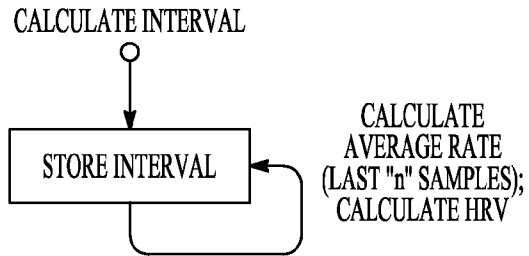 CALCULATE INTERVAL
STORE INTERVAL
CALCULATE
AVERAGE RATE
(LAST "n" SAMPLES);
CALCULATE HRV